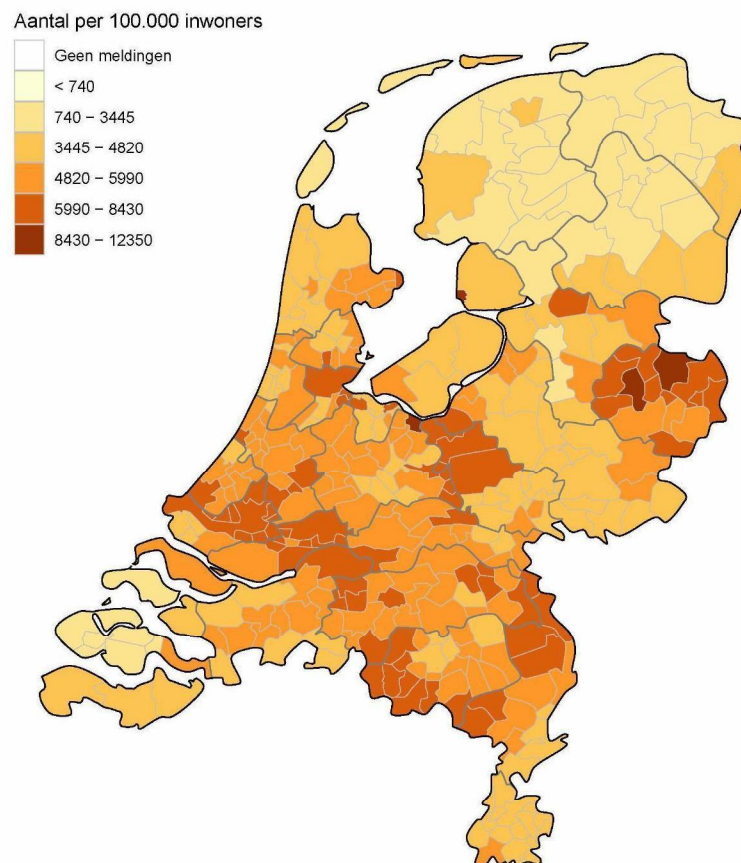 Aantal per 100.000 inwoners
Geen meldingen
< 740
740 – 3445
3445 – 4820
4820 – 5990
5990 – 8430
8430 – 12350